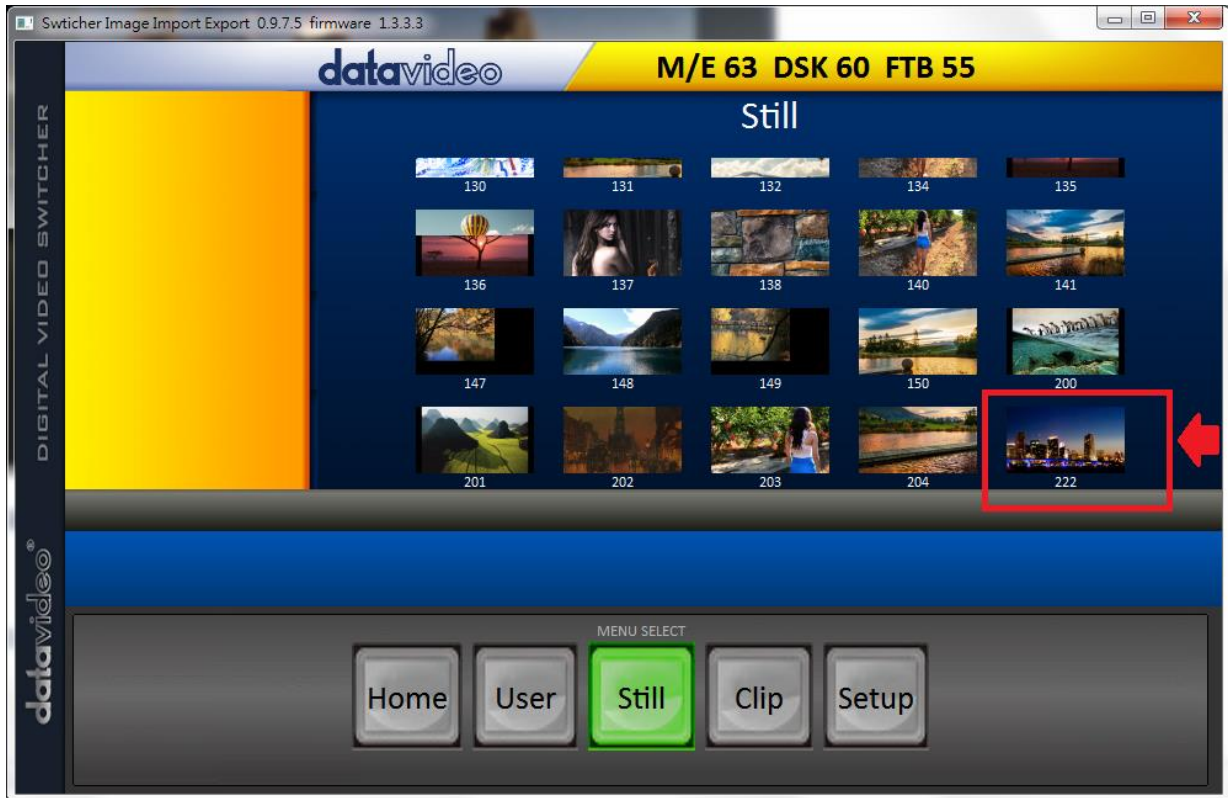 Swticher Image Import Export 0.9.7.5 firmware 1.3.3.3
datavideo
M/E 63 DSK 60 FTB 55
Still
130 131 132 134 135
136 137 138 140 141
147 148 149 150 200
201 202 203 204 222
DIGITAL VIDEO SWITCHER
datavideo®
MENU SELECT
Home User Still Clip Setup